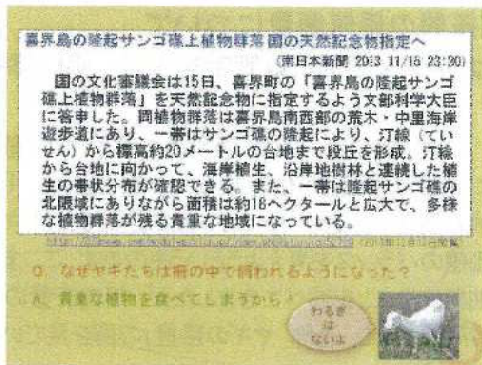 喜界島の隆起サンゴ礁上植物群落 国の天然記念物指定へ
(南日本新聞 2013 11/15 23:30)
国の文化審議会は15日、喜界町の「喜界島の隆起サンゴ
礁上植物群落」を天然記念物に指定するよう文部科学大臣
に答申した。同植物群落は喜界島南西部の荒木・中里海岸
遊歩道にあり、一帯はサンゴ礁の隆起により、汀線(てい
せん)から標高約20メートルの台地まで段丘を形成。汀線
から台地に向かって、海岸植生、沿岸地樹林と連続した植
生の帯状分布が確認できる。また、一帯は隆起サンゴ礁の
北限域にありながら面積は約18ヘクタールと広大で、多様
な植物群落が残る貴重な地域になっている。
Q. なぜヤギたちは柵の中で飼われるようになった?
A. 貴重な植物を食べてしまうから!
わるぎ
は
ないよ